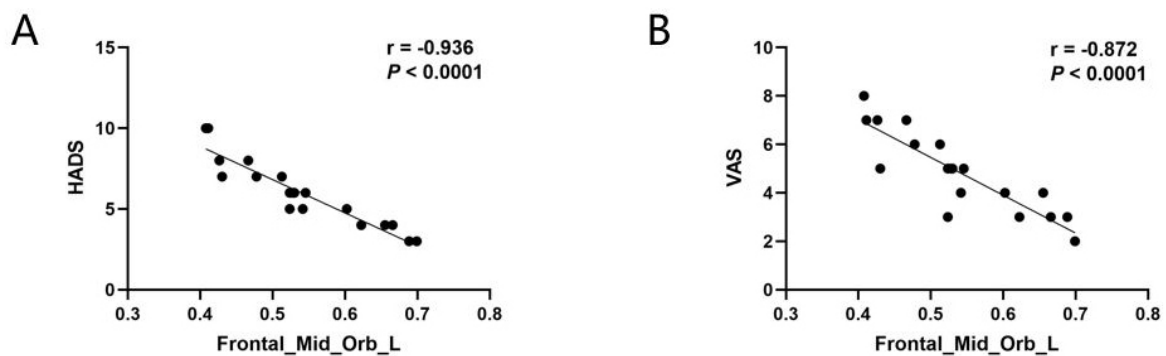 A
r = -0.936
P < 0.0001
HADS
15
10
5
0
0.3 0.4 0.5 0.6 0.7 0.8
Frontal_Mid_Orb_L
B
r = -0.872
P < 0.0001
VAS
10
8
6
4
2
0
0.3 0.4 0.5 0.6 0.7 0.8
Frontal_Mid_Orb_L